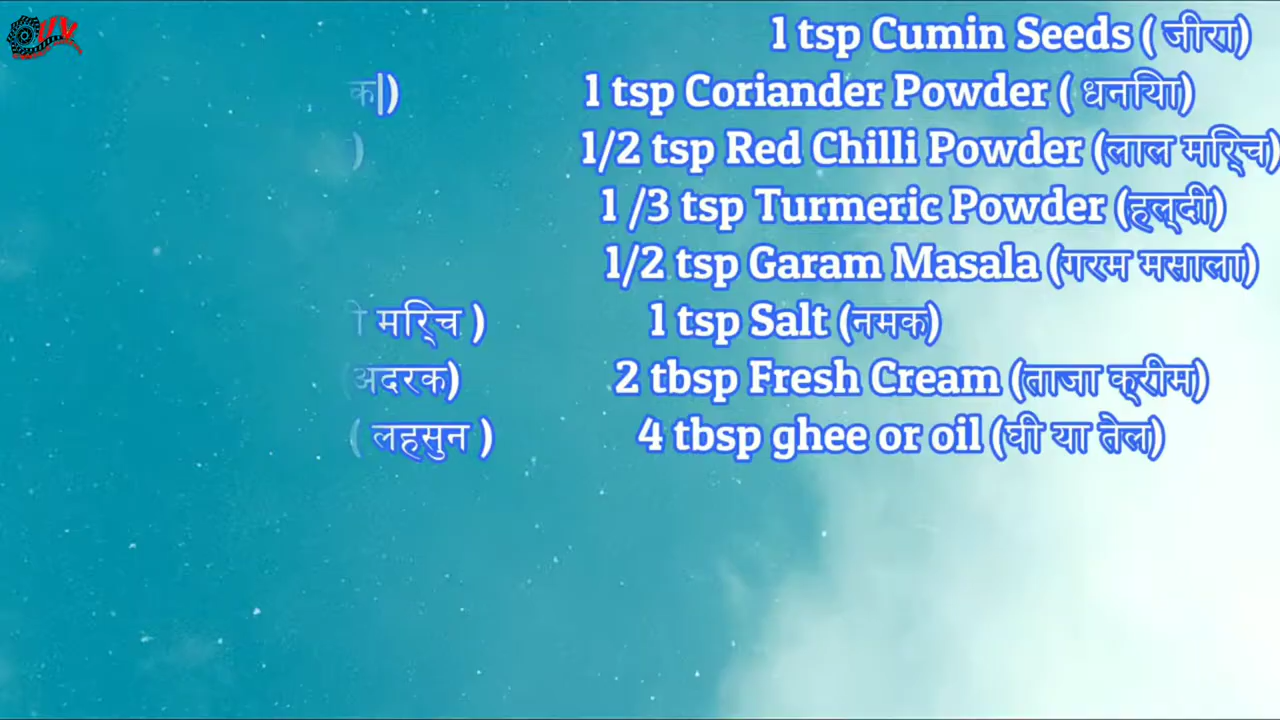 1 tsp Cumin Seeds ( जीरा)
क|) 1 tsp Coriander Powder ( धनिया)
) 1/2 tsp Red Chilli Powder (लाल मिर्च)
1 /3 tsp Turmeric Powder (हल्दी)
1/2 tsp Garam Masala (गरम मसाला)
मिर्च ) 1 tsp Salt (नमक)
(अदरक) 2 tbsp Fresh Cream (ताजा क्रीम)
( लहसुन ) 4 tbsp ghee or oil (घी या तेल)